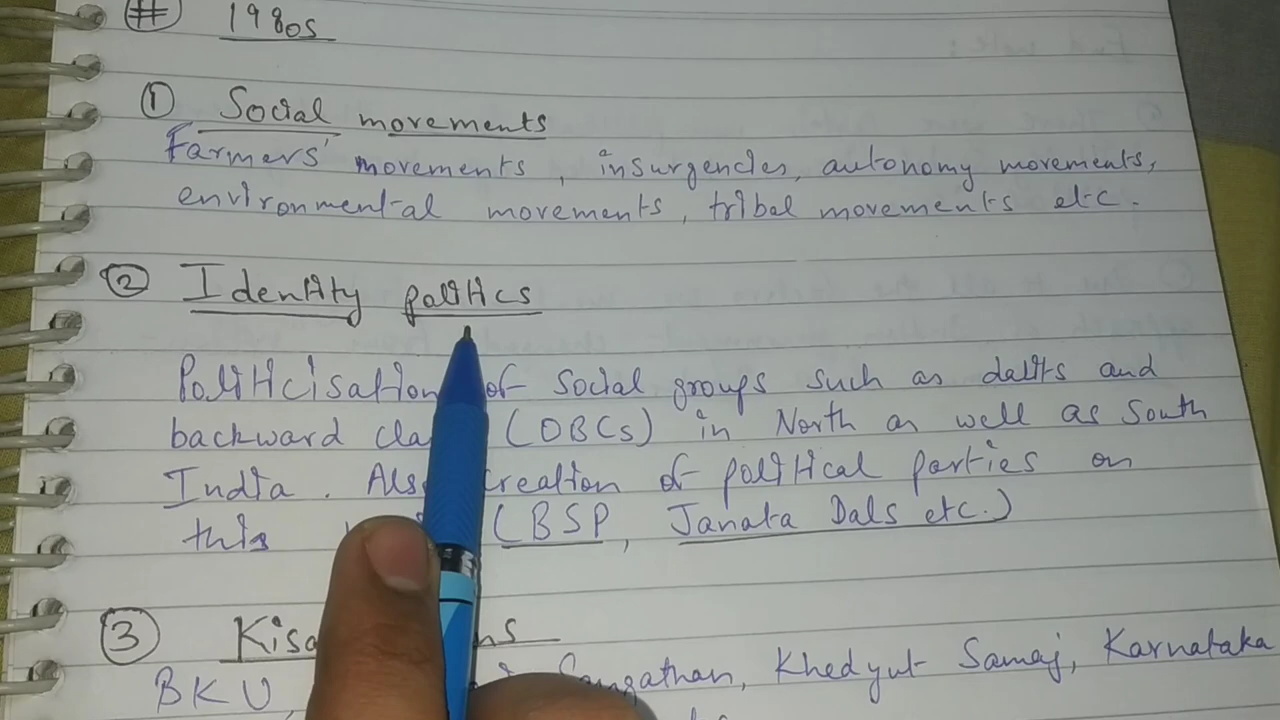 # 1980s
① Social movements
Farmers' movements, insurgencies, autonomy movements,
environmental movements, tribal movements etc.
② Identity politics
Politicisation of social groups such as dalits and
backward (OBCs) in North as well as South
India. creation of political parties on
this (BSP, Janata Dals etc.)
③
BKU, Sangathan, Khedyut Samaj, Karnataka